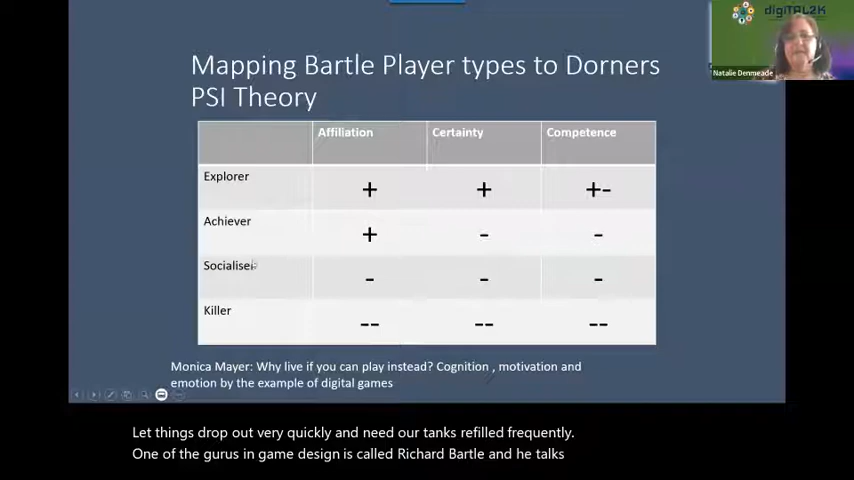 digiTAL2K
Natalie Denmeade
Mapping Bartle Player types to Dorners
PSI Theory
Affiliation Certainty Competence
Explorer + + +-
Achiever + - -
Socialiser - - -
Killer -- -- --
Monica Mayer: Why live if you can play instead? Cognition , motivation and
emotion by the example of digital games
Let things drop out very quickly and need our tanks refilled frequently.
One of the gurus in game design is called Richard Bartle and he talks